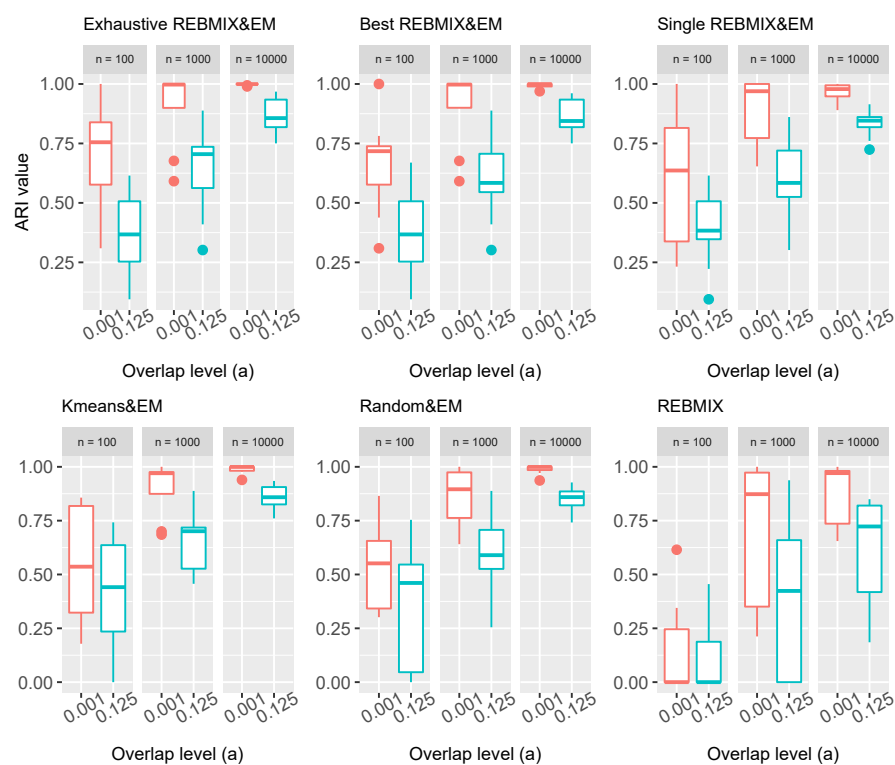 Exhaustive REBMIX&EM
Best REBMIX&EM
Single REBMIX&EM
n = 100
n = 1000
n = 10000
n = 100
n = 1000
n = 10000
n = 100
n = 1000
n = 10000
ARI value
1.00
0.75
0.50
0.25
1.00
0.75
0.50
0.25
1.00
0.75
0.50
0.25
0.001
0.125
0.001
0.125
0.001
0.125
0.001
0.125
0.001
0.125
0.001
0.125
0.001
0.125
0.001
0.125
0.001
0.125
Overlap level (a)
Overlap level (a)
Overlap level (a)
Kmeans&EM
Random&EM
REBMIX
n = 100
n = 1000
n = 10000
n = 100
n = 1000
n = 10000
n = 100
n = 1000
n = 10000
1.00
0.75
0.50
0.25
0.00
1.00
0.75
0.50
0.25
0.00
1.00
0.75
0.50
0.25
0.00
0.001
0.125
0.001
0.125
0.001
0.125
0.001
0.125
0.001
0.125
0.001
0.125
0.001
0.125
0.001
0.125
0.001
0.125
Overlap level (a)
Overlap level (a)
Overlap level (a)